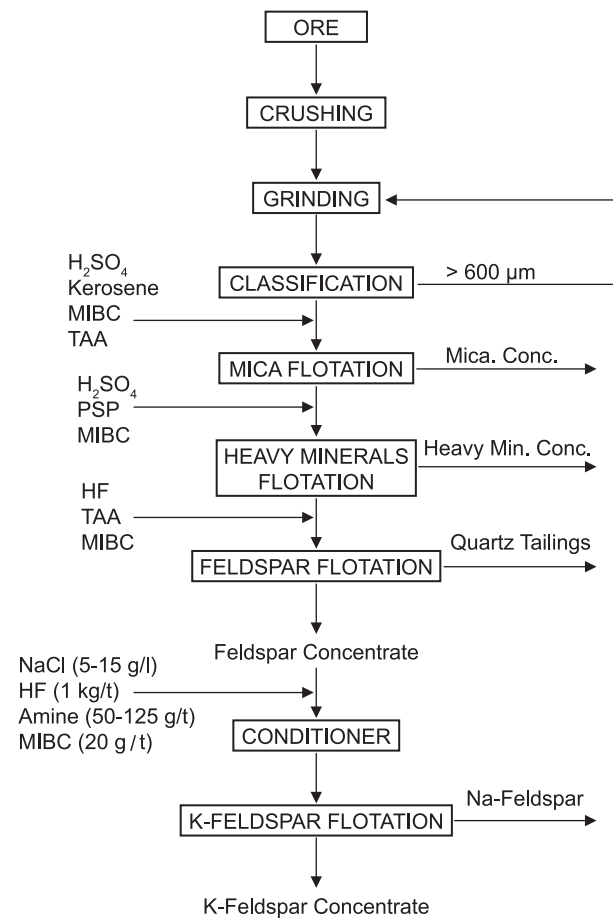 ORE
CRUSHING
GRINDING
H₂SO₄
Kerosene
MIBC
TAA
CLASSIFICATION
> 600 µm
MICA FLOTATION
Mica. Conc.
H₂SO₄
PSP
MIBC
HEAVY MINERALS
FLOTATION
Heavy Min. Conc.
HF
TAA
MIBC
FELDSPAR FLOTATION
Quartz Tailings
Feldspar Concentrate
NaCl (5-15 g/l)
HF (1 kg/t)
Amine (50-125 g/t)
MIBC (20 g/t)
CONDITIONER
K-FELDSPAR FLOTATION
Na-Feldspar
K-Feldspar Concentrate